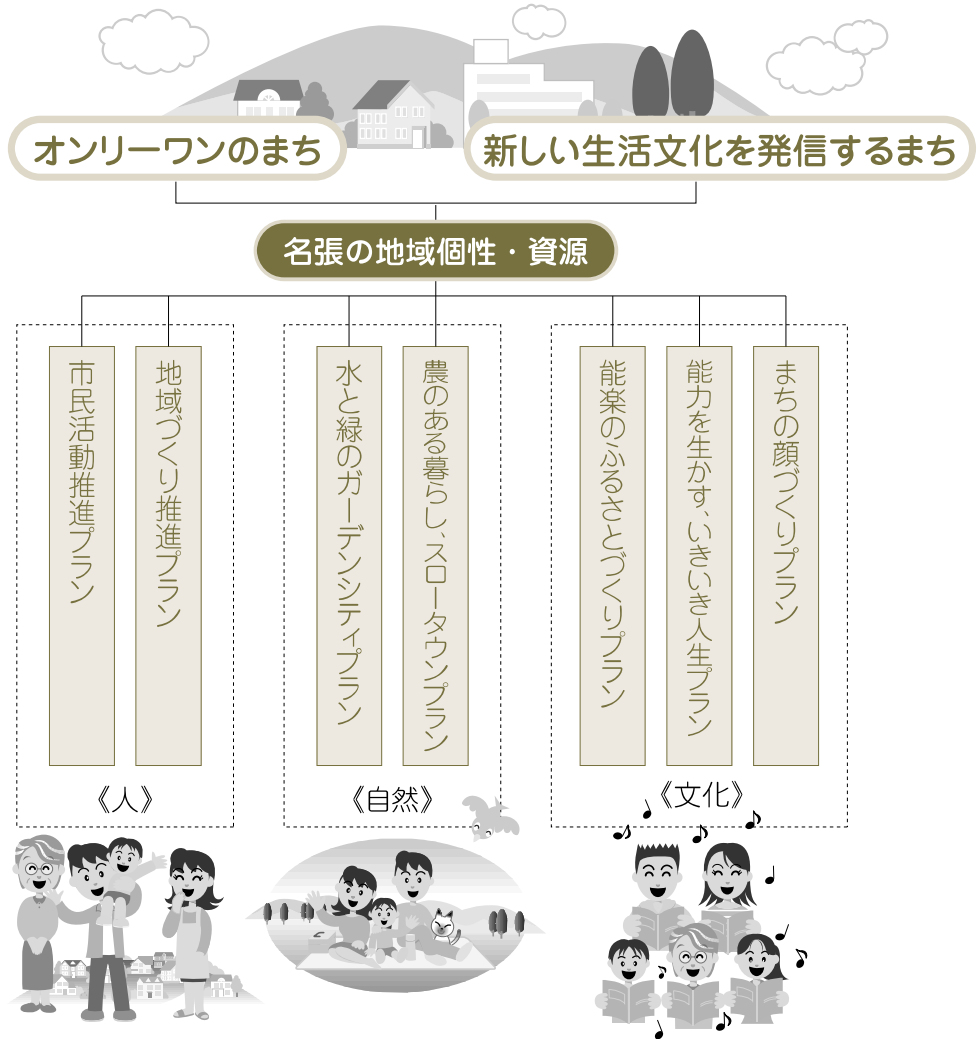 オンリーワンのまち
新しい生活文化を発信するまち
名張の地域個性・資源
市民活動推進プラン
地域づくり推進プラン
水と緑のガーデンシティプラン
農のある暮らし、スロータウンプラン
能楽のふるさとづくりプラン
能力を生かす、いきいき人生プラン
まちの顔づくりプラン
《人》
《自然》
《文化》